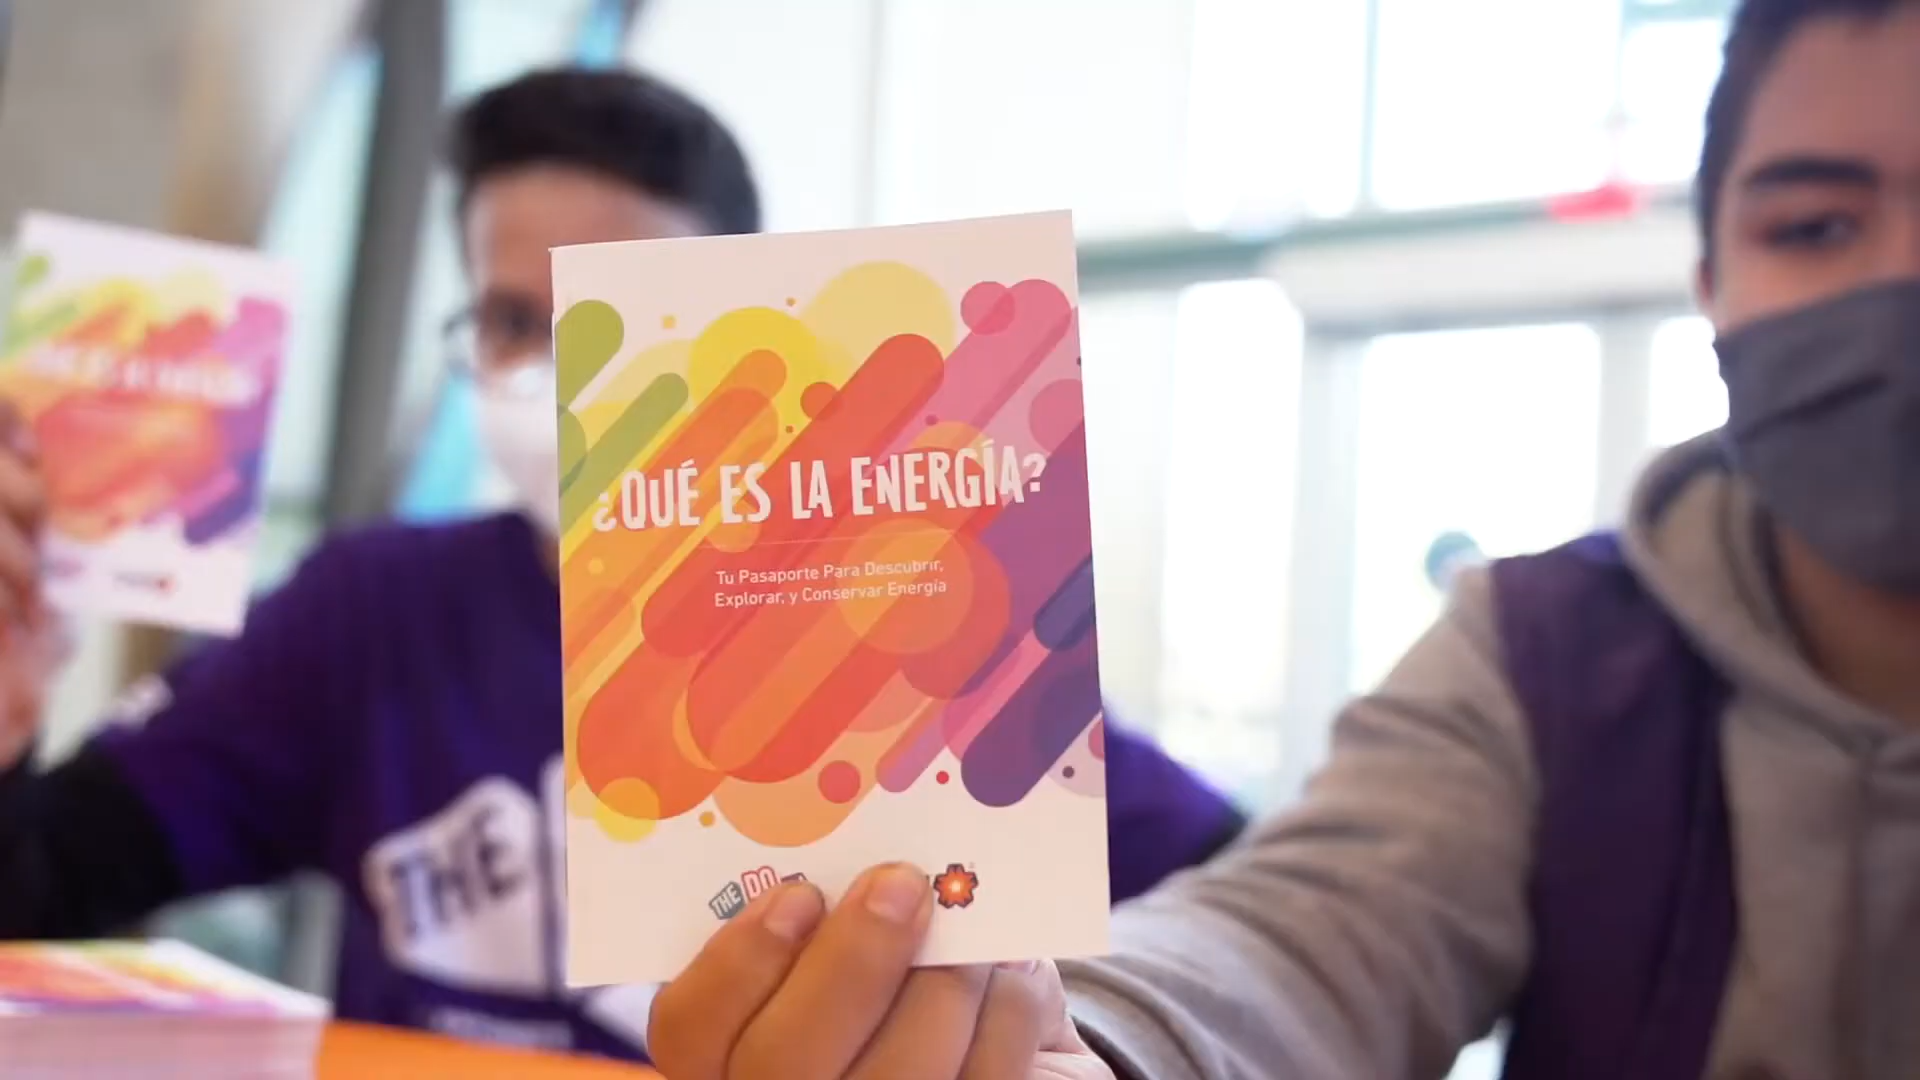 ¿QUÉ ES LA ENERGÍA?
Tu Pasaporte Para Descubrir,
Explorar, y Conservar Energía
THE DO
THE